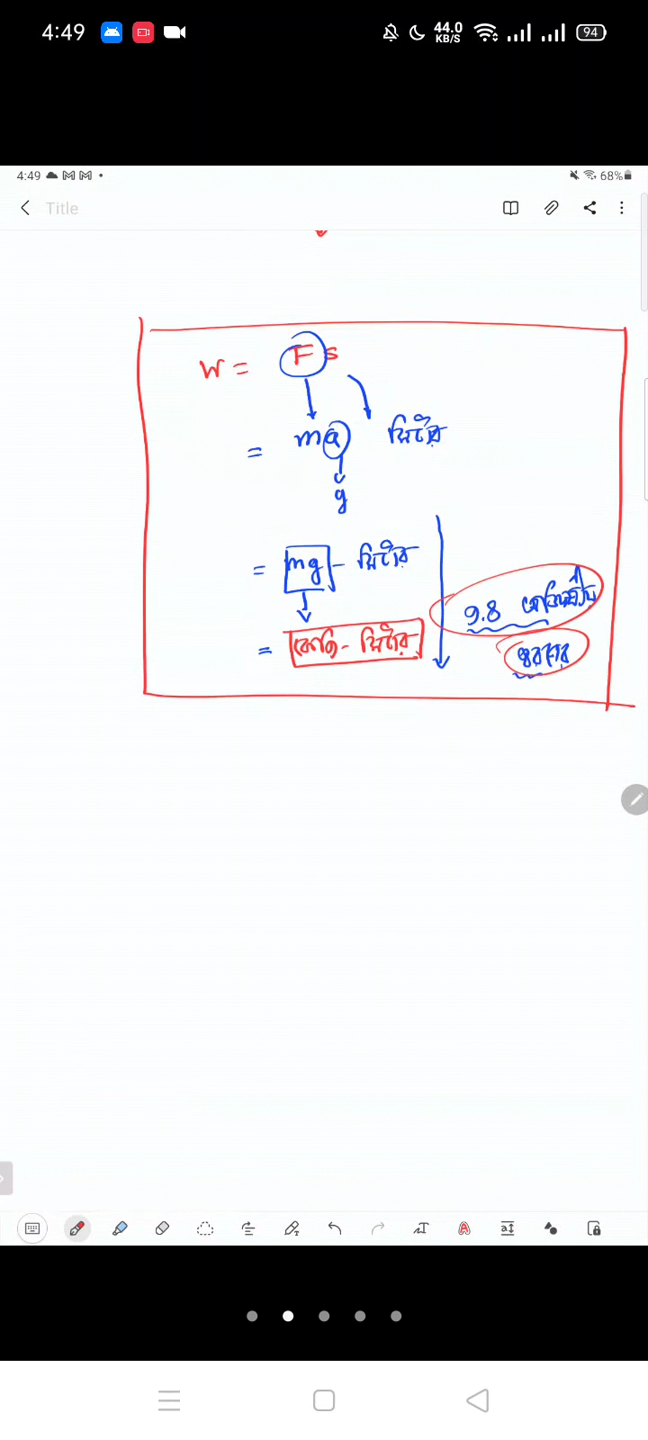 4:49 44.0 KB/S 94
4:49 68%
Title
W = Fs
= ma মিটার
g
= mg - মিটার
9.8
= কেজি - মিটার